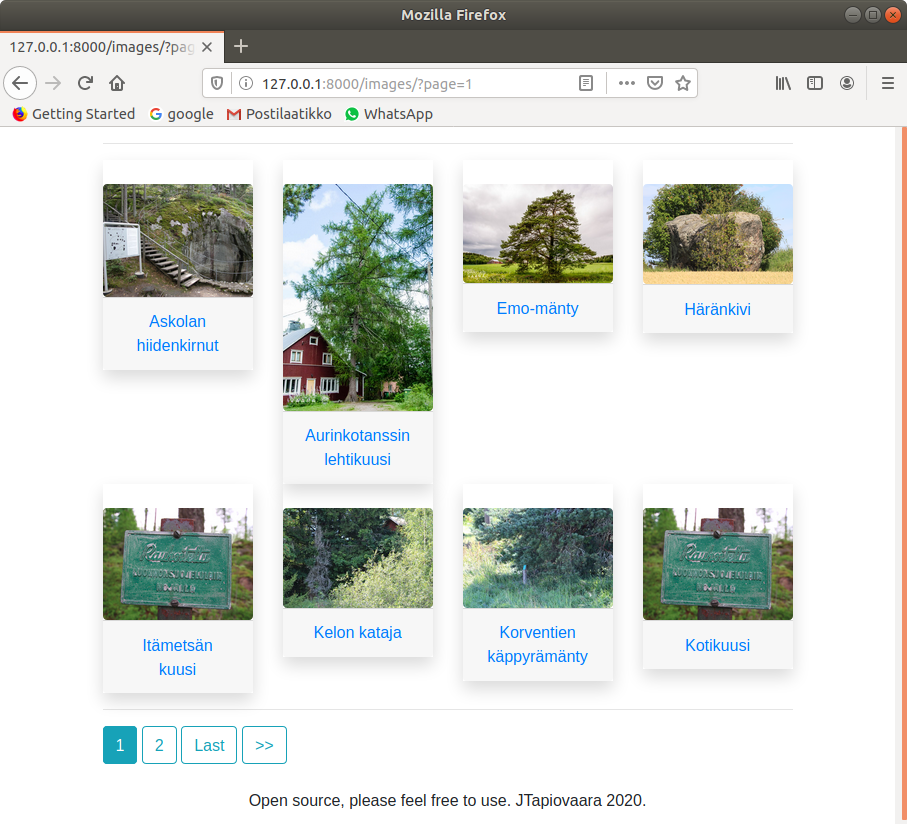 Mozilla Firefox
127.0.0.1:8000/images/?pag
127.0.0.1:8000/images/?page=1
Getting Started
google
Postilaatikko
WhatsApp
Askolan
hiidenkirnut
Aurinkotanssin
lehtikuusi
Emo-mänty
Häränkivi
Itämetsän
kuusi
Kelon kataja
Korventien
käppyrämänty
Kotikuusi
1 2 Last >>
Open source, please feel free to use. JTapiovaara 2020.